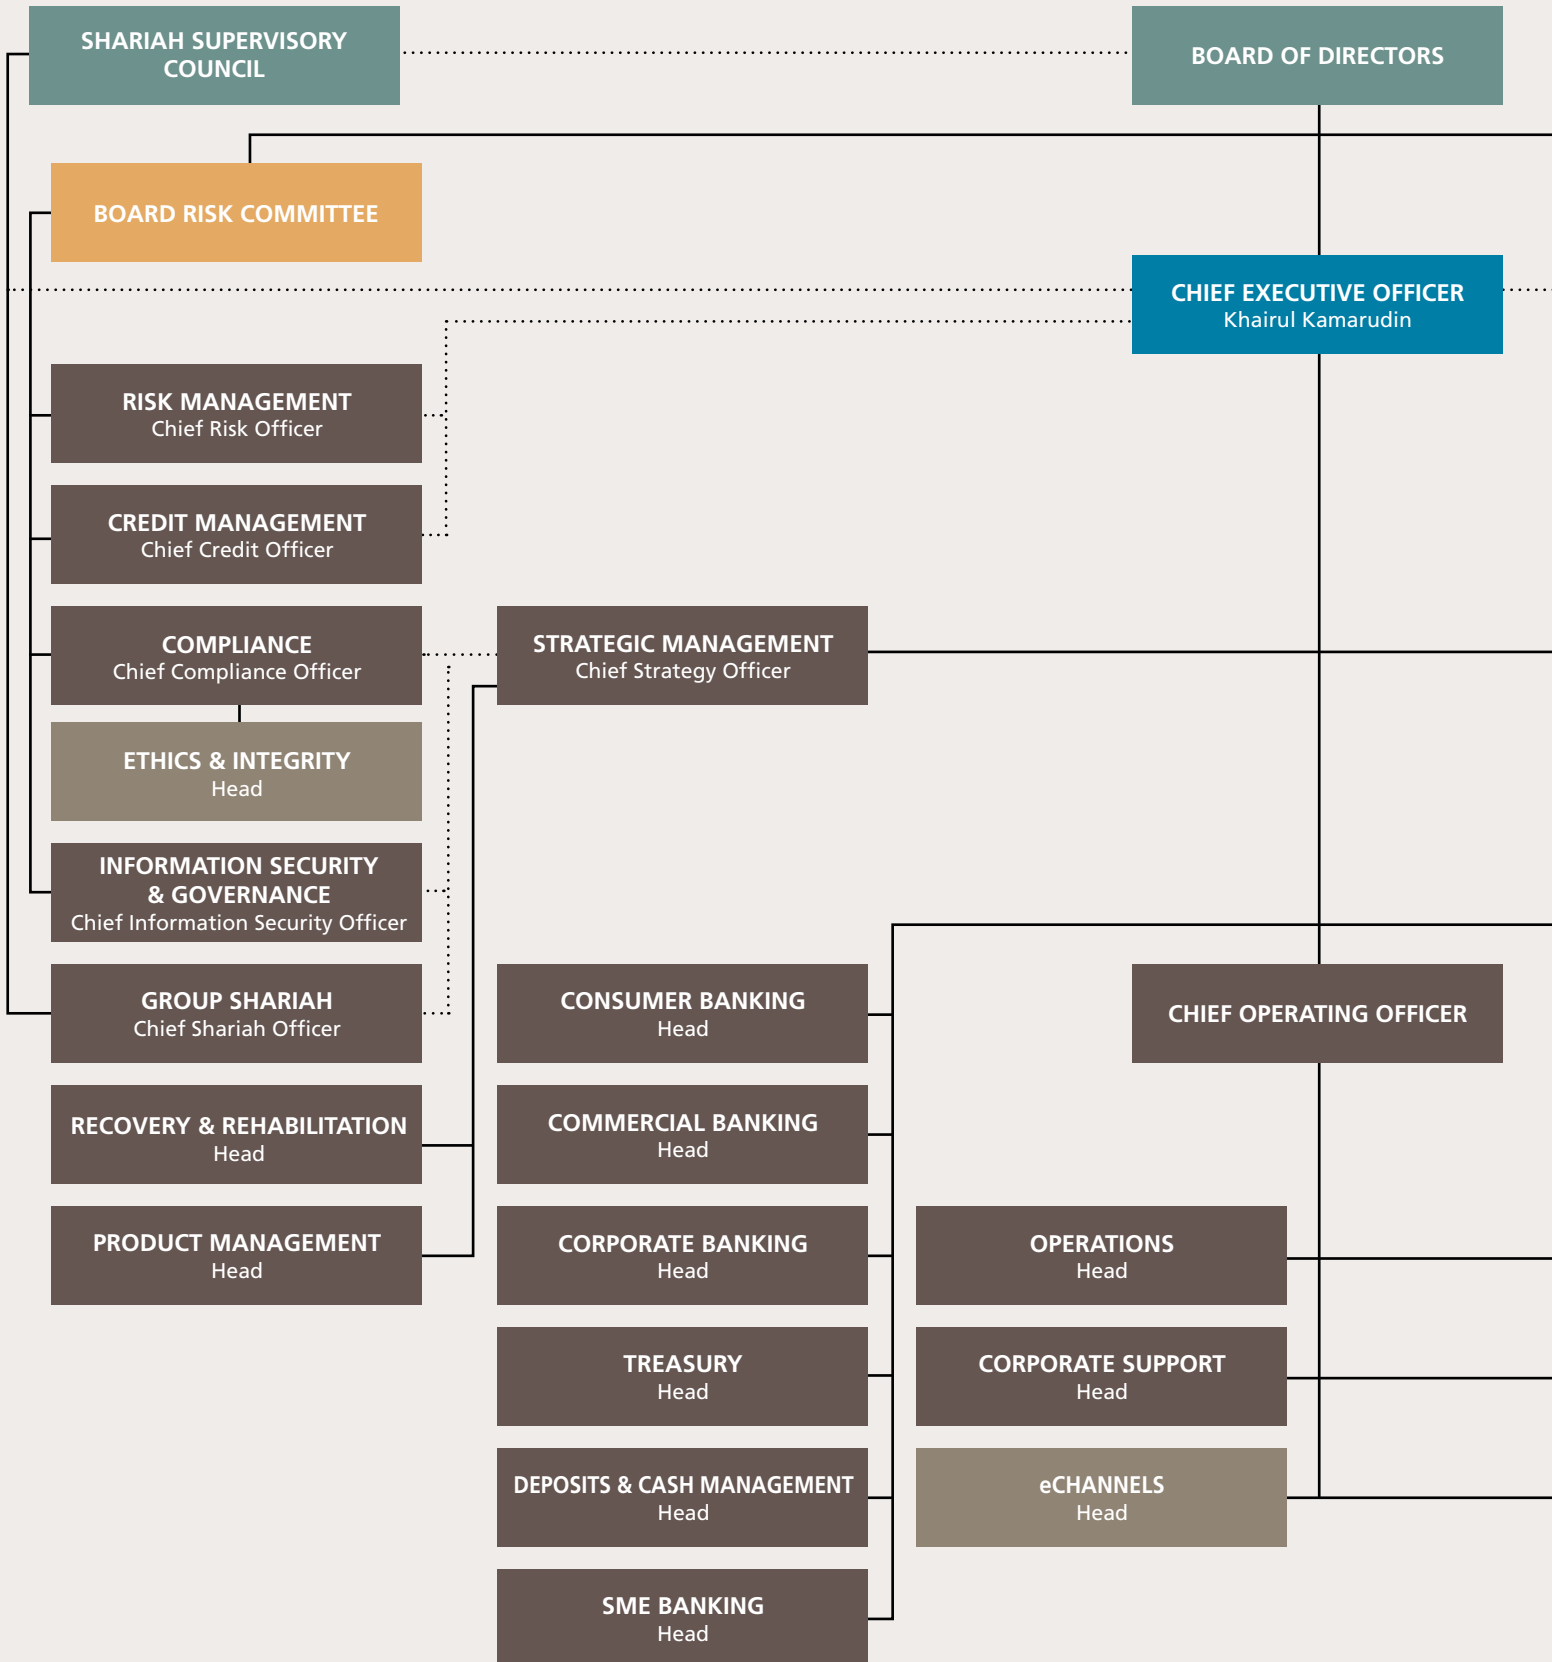 SHARIAH SUPERVISORY
COUNCIL
BOARD OF DIRECTORS
BOARD RISK COMMITTEE
CHIEF EXECUTIVE OFFICER
Khairul Kamarudin
RISK MANAGEMENT
Chief Risk Officer
CREDIT MANAGEMENT
Chief Credit Officer
COMPLIANCE
Chief Compliance Officer
STRATEGIC MANAGEMENT
Chief Strategy Officer
ETHICS & INTEGRITY
Head
INFORMATION SECURITY
& GOVERNANCE
Chief Information Security Officer
GROUP SHARIAH
Chief Shariah Officer
CONSUMER BANKING
Head
CHIEF OPERATING OFFICER
RECOVERY & REHABILITATION
Head
COMMERCIAL BANKING
Head
PRODUCT MANAGEMENT
Head
CORPORATE BANKING
Head
OPERATIONS
Head
TREASURY
Head
CORPORATE SUPPORT
Head
DEPOSITS & CASH MANAGEMENT
Head
eCHANNELS
Head
SME BANKING
Head